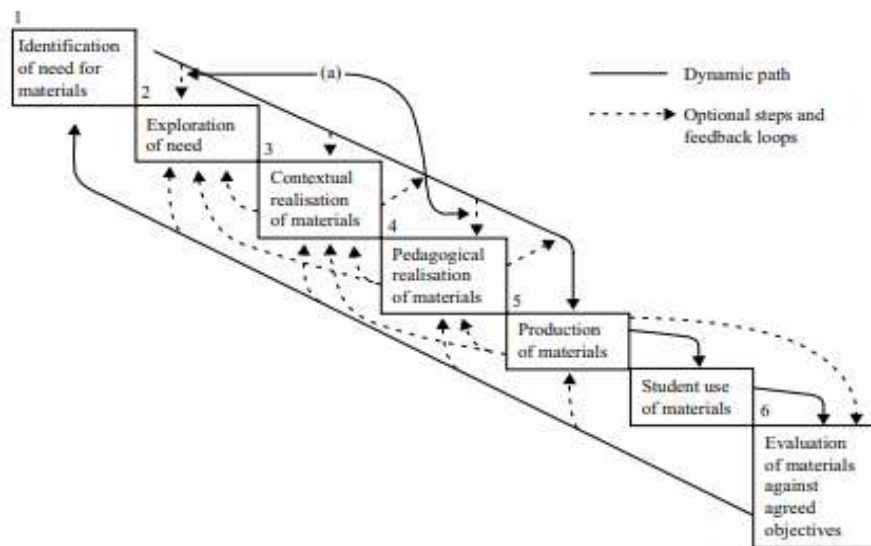 1
Identification
of need for
materials
(a)
Dynamic path
2
Optional steps and
feedback loops
Exploration
of need
3
Contextual
realisation
of materials
4
Pedagogical
realisation
of materials
5
Production
of materials
Student use
of materials
6
Evaluation
of materials
against
agreed
objectives